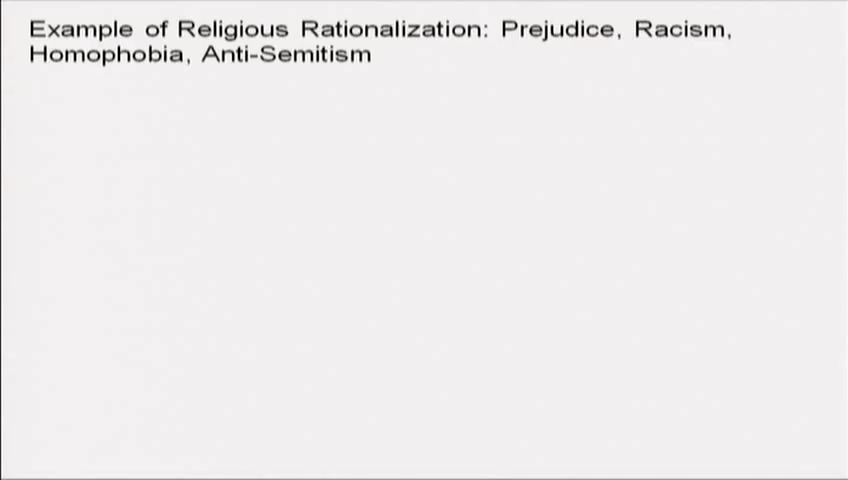 Example of Religious Rationalization: Prejudice, Racism,
Homophobia, Anti-Semitism